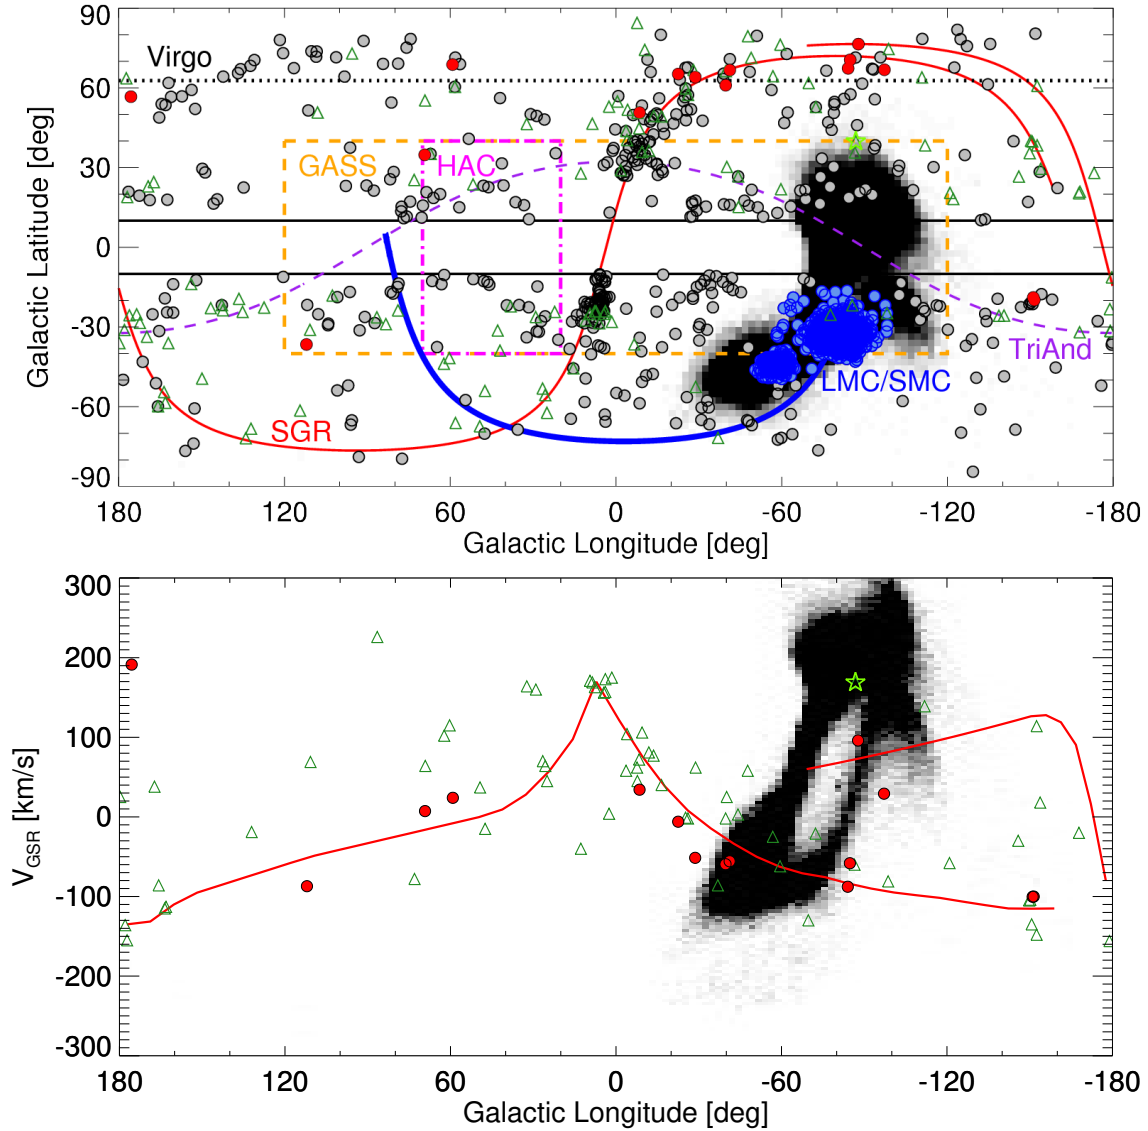 90
60
30
0
-30
-60
-90
Galactic Latitude [deg]
Virgo
GASS
HAC
TriAnd
LMC/SMC
SGR
180 120 60 0 -60 -120 -180
Galactic Longitude [deg]
300
200
100
0
-100
-200
-300
V_GSR [km/s]
180 120 60 0 -60 -120 -180
Galactic Longitude [deg]